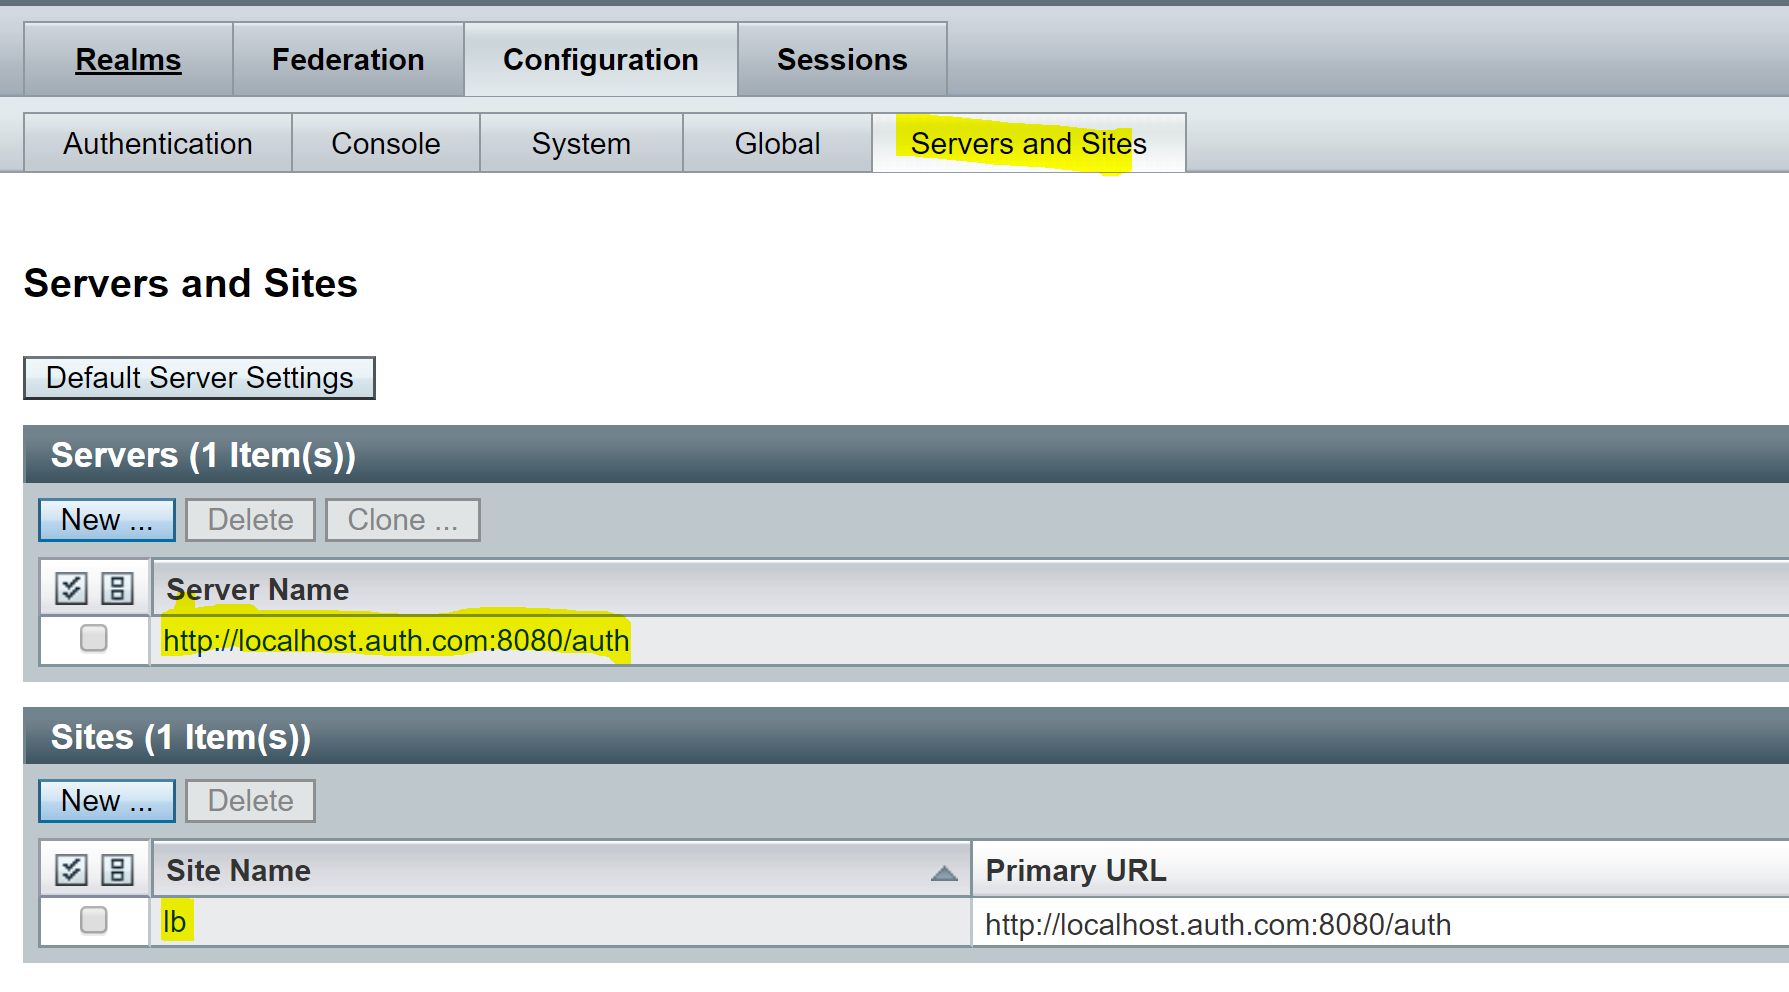 Realms Federation Configuration Sessions
Authentication Console System Global Servers and Sites
Servers and Sites
Default Server Settings
Servers (1 Item(s))
New ... Delete Clone ...
Server Name
http://localhost.auth.com:8080/auth
Sites (1 Item(s))
New ... Delete
Site Name Primary URL
lb http://localhost.auth.com:8080/auth